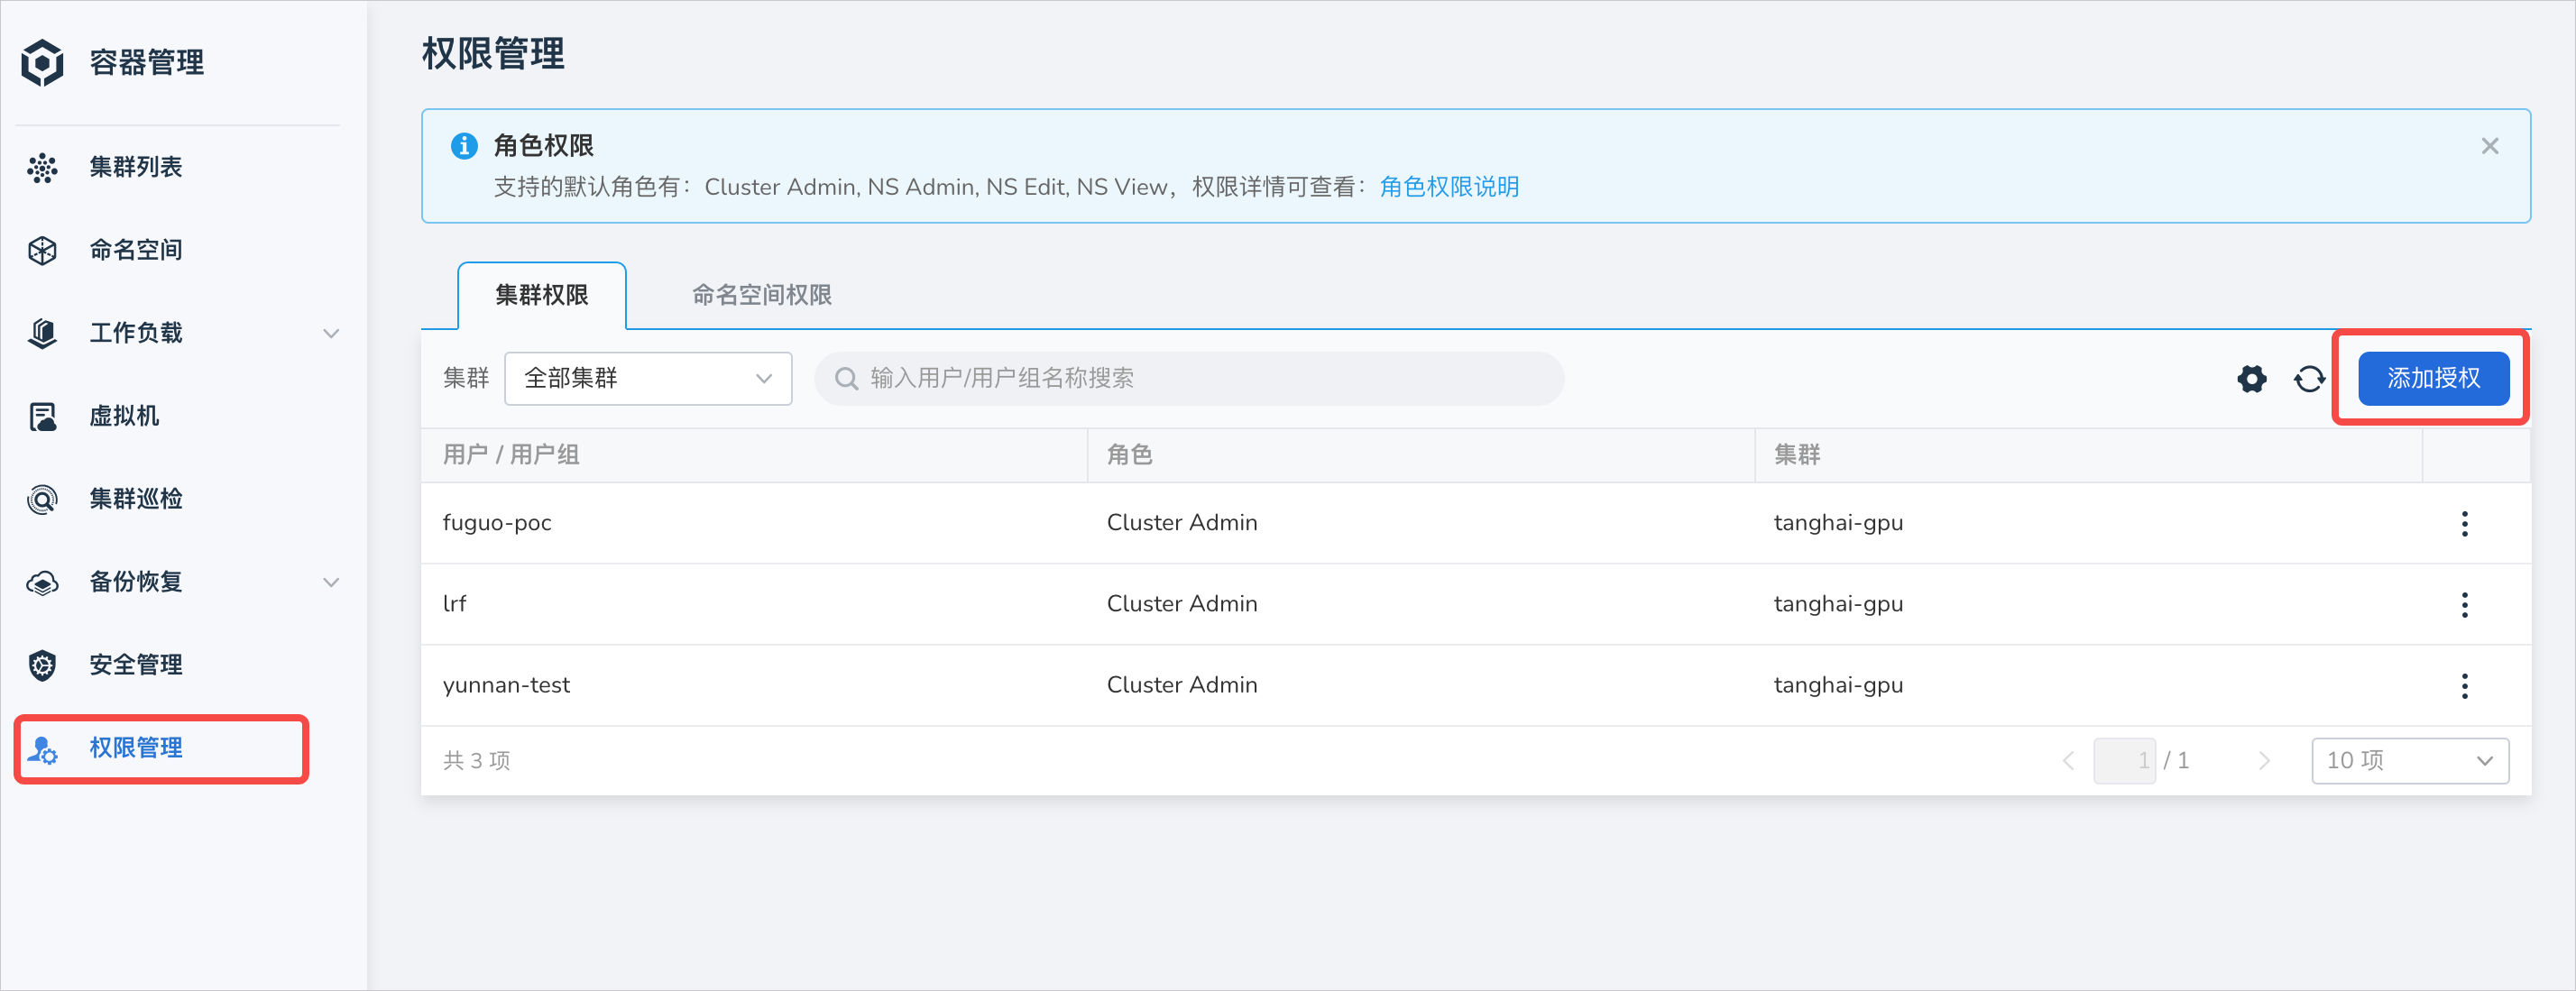 容器管理
集群列表
命名空间
工作负载
虚拟机
集群巡检
备份恢复
安全管理
权限管理
权限管理
角色权限
支持的默认角色有：Cluster Admin, NS Admin, NS Edit, NS View，权限详情可查看：角色权限说明
集群权限 命名空间权限
集群 全部集群 输入用户/用户组名称搜索 添加授权
用户 / 用户组 角色 集群
fuguo-poc Cluster Admin tanghai-gpu
lrf Cluster Admin tanghai-gpu
yunnan-test Cluster Admin tanghai-gpu
共 3 项 1 / 1 10 项